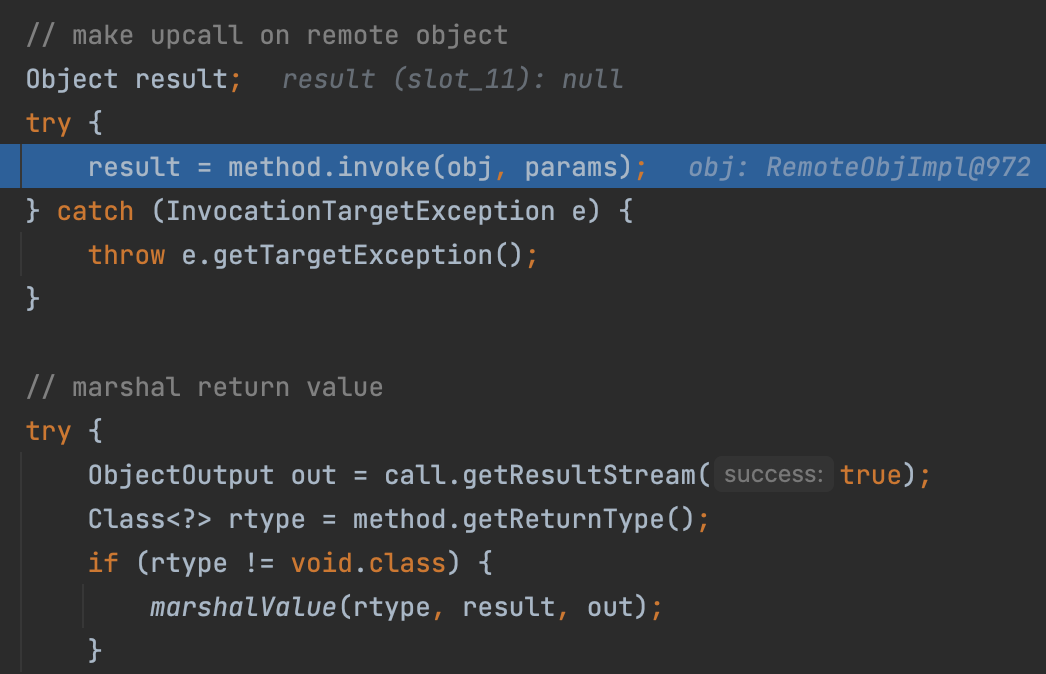 // make upcall on remote object
Object result;  result (slot_11): null
try {
    result = method.invoke(obj, params);  obj: RemoteObjImpl@972
} catch (InvocationTargetException e) {
    throw e.getTargetException();
}
// marshal return value
try {
    ObjectOutput out = call.getResultStream( success: true);
    Class<?> rtype = method.getReturnType();
    if (rtype != void.class) {
        marshalValue(rtype, result, out);
    }